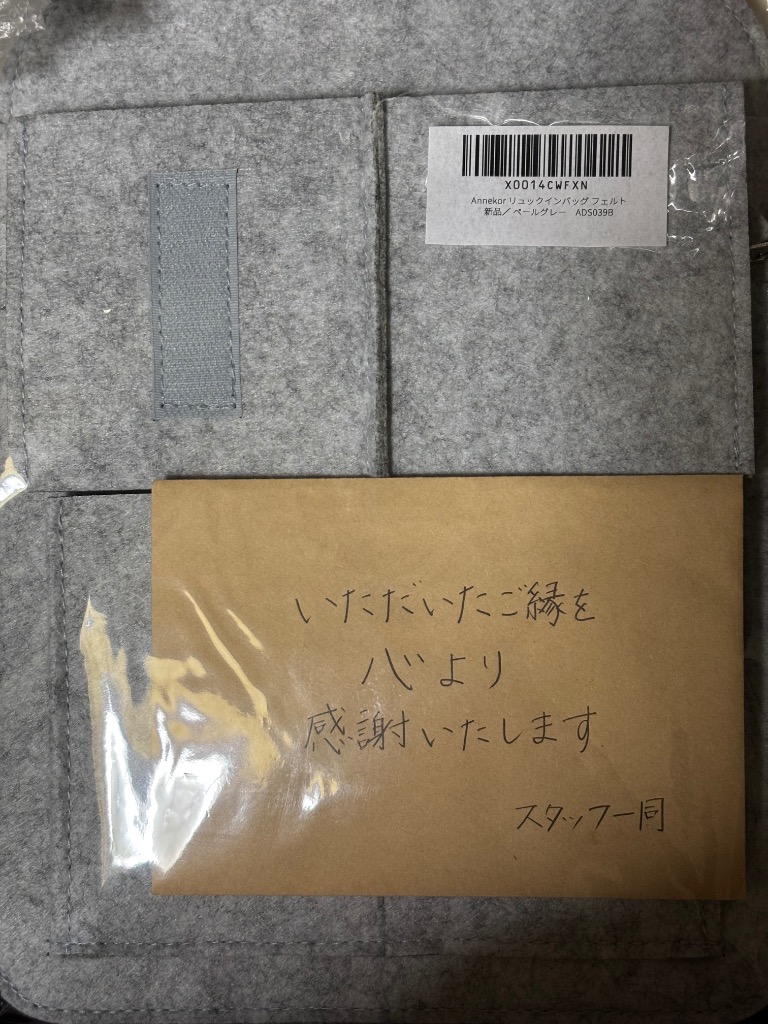 X0014CWFXN
Annekor リュックインバッグ フェルト
新品／ ペールグレー ADS039B
いただいたご縁を
心より
感謝いたします
スタッフ一同